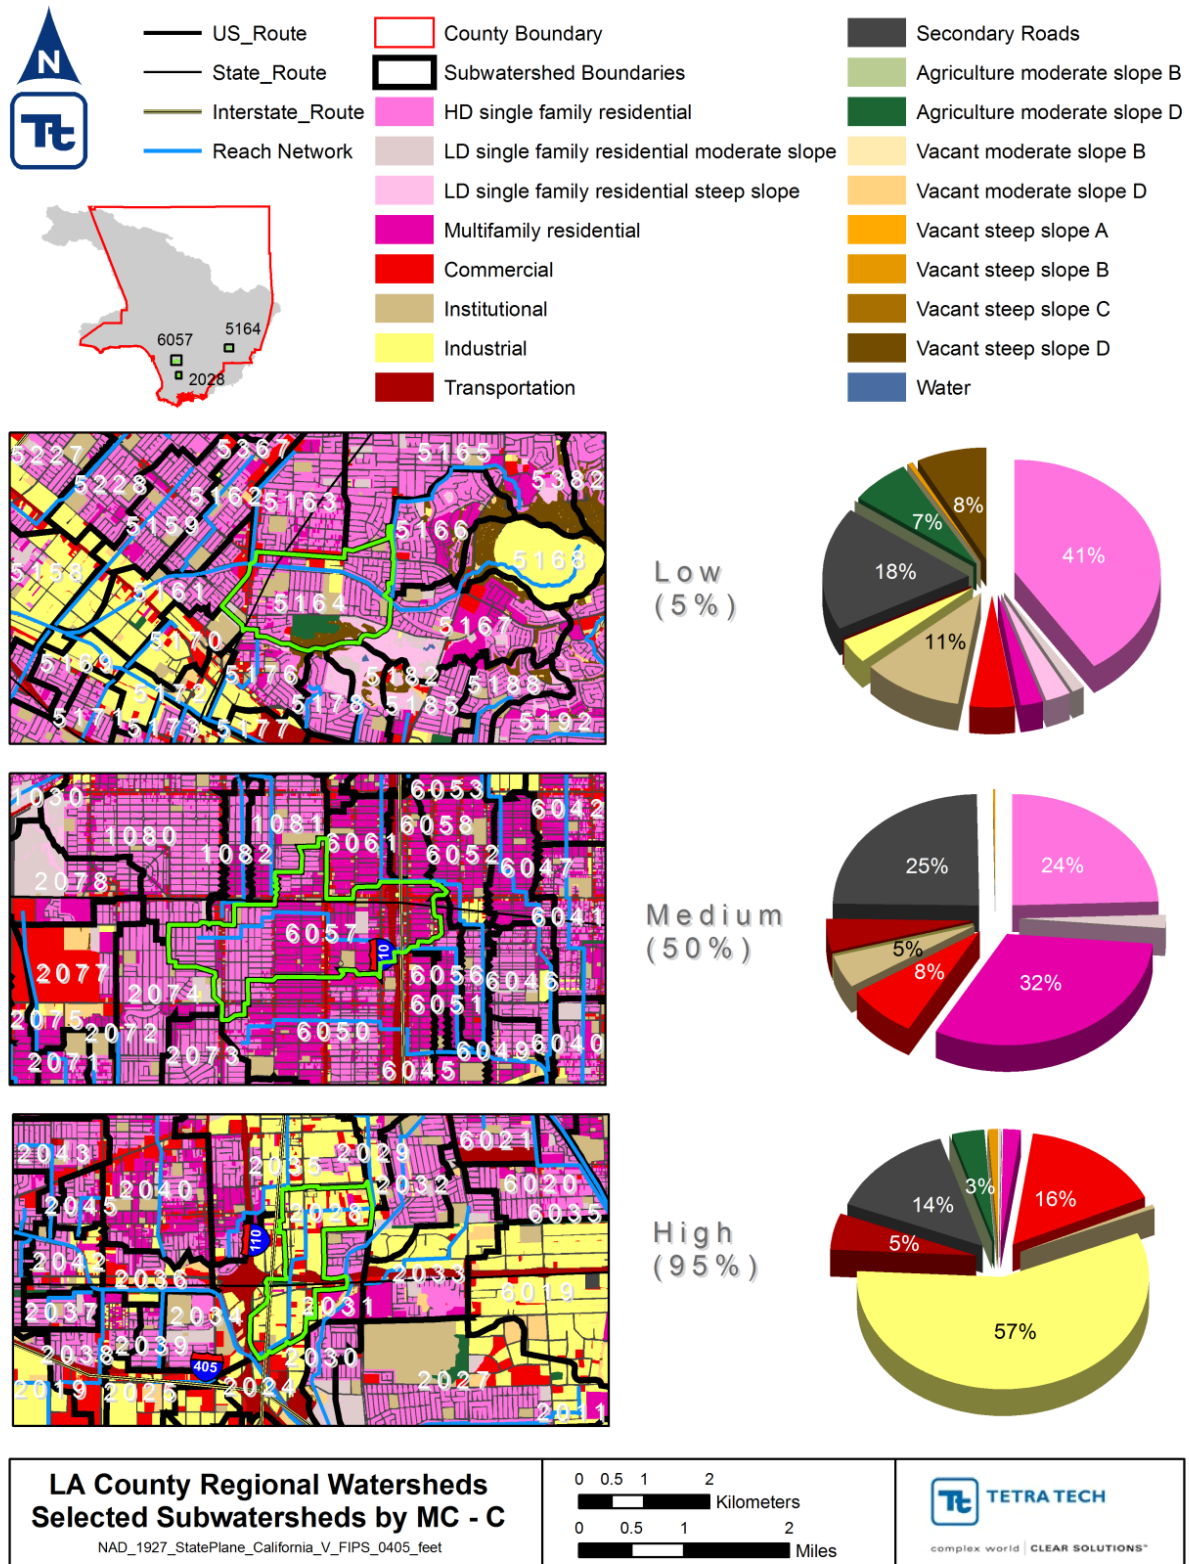 N
Tt
US_Route
State_Route
Interstate_Route
Reach Network
County Boundary
Subwatershed Boundaries
HD single family residential
LD single family residential moderate slope
LD single family residential steep slope
Multifamily residential
Commercial
Institutional
Industrial
Transportation
Secondary Roads
Agriculture moderate slope B
Agriculture moderate slope D
Vacant moderate slope B
Vacant moderate slope D
Vacant steep slope A
Vacant steep slope B
Vacant steep slope C
Vacant steep slope D
Water
6057
5164
2028
5227
5367
5165
5228
5162
5163
5382
5159
5166
5168
5158
5161
5164
5170
5167
5169
5176
5182
5188
5172
5178
5185
5171
5173
5177
5192
Low
(5%)
41%
11%
18%
7%
8%
1030
6053
6042
1080
1081
6061
6058
1082
6052
6047
2078
6041
6057
10
2077
2074
6056
6046
2075
2072
6051
6050
2071
2073
6049
6040
6045
Medium
(50%)
24%
32%
8%
5%
25%
2043
2035
2029
6021
2040
2032
6020
2045
2028
6035
110
2042
2036
2033
6019
2037
2034
2031
2038
2039
2030
405
2019
2025
2024
2027
2011
High
(95%)
16%
57%
5%
14%
3%
LA County Regional Watersheds
Selected Subwatersheds by MC - C
NAD_1927_StatePlane_California_V_FIPS_0405_feet
0 0.5 1 2
Kilometers
0 0.5 1 2
Miles
Tt
TETRA TECH
complex world | CLEAR SOLUTIONS™